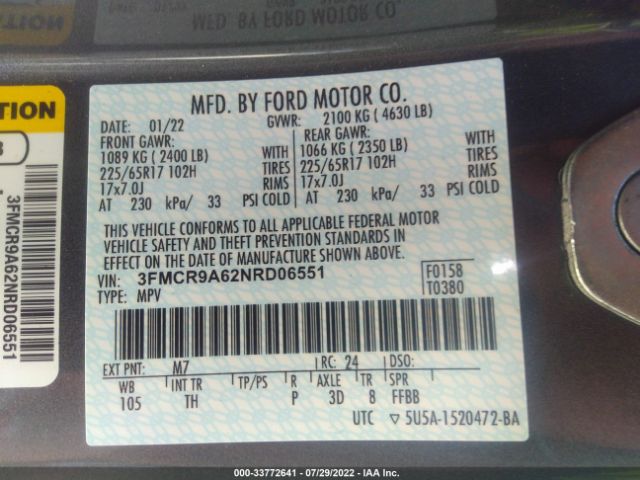 MFD. BY FORD MOTOR CO.
TION
MFD. BY FORD MOTOR CO.
DATE: 01/22 GVWR: 2100 KG ( 4630 LB)
FRONT GAWR: REAR GAWR:
1089 KG (2400 LB) WITH 1066 KG (2350 LB) WITH
225/65R17 102H TIRES 225/65R17 102H TIRES
17x7.0J RIMS 17x7.0J RIMS
AT 230 kPa/ 33 PSI COLD AT 230 kPa/ 33 PSI COLD
THIS VEHICLE CONFORMS TO ALL APPLICABLE FEDERAL MOTOR
VEHICLE SAFETY AND THEFT PREVENTION STANDARDS IN
EFFECT ON THE DATE OF MANUFACTURE SHOWN ABOVE.
VIN: 3FMCR9A62NRD06551 F0158
TYPE: MPV T0380
EXT PNT: M7 RC: 24 DSO:
WB INT TR TP/PS R AXLE TR SPR
105 TH P 3D 8 FFBB
UTC ▽5U5A-1520472-BA
TION
3FMCR9A62NRD06551
000-33772641 - 07/29/2022 - IAA Inc.